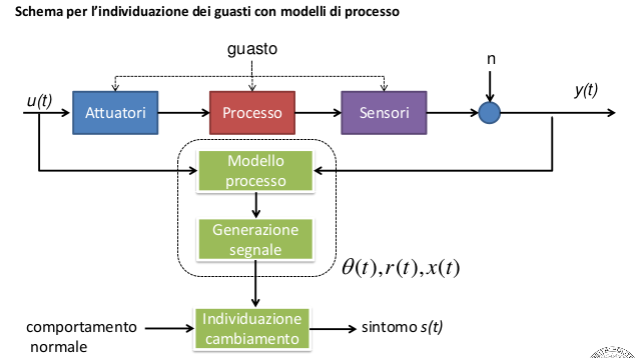 Schema per l'individuazione dei guasti con modelli di processo
guasto
n
u(t)
y(t)
Attuatori
Processo
Sensori
Modello
processo
Generazione
segnale
θ(t),r(t),x(t)
comportamento
normale
Individuazione
cambiamento
sintomo s(t)